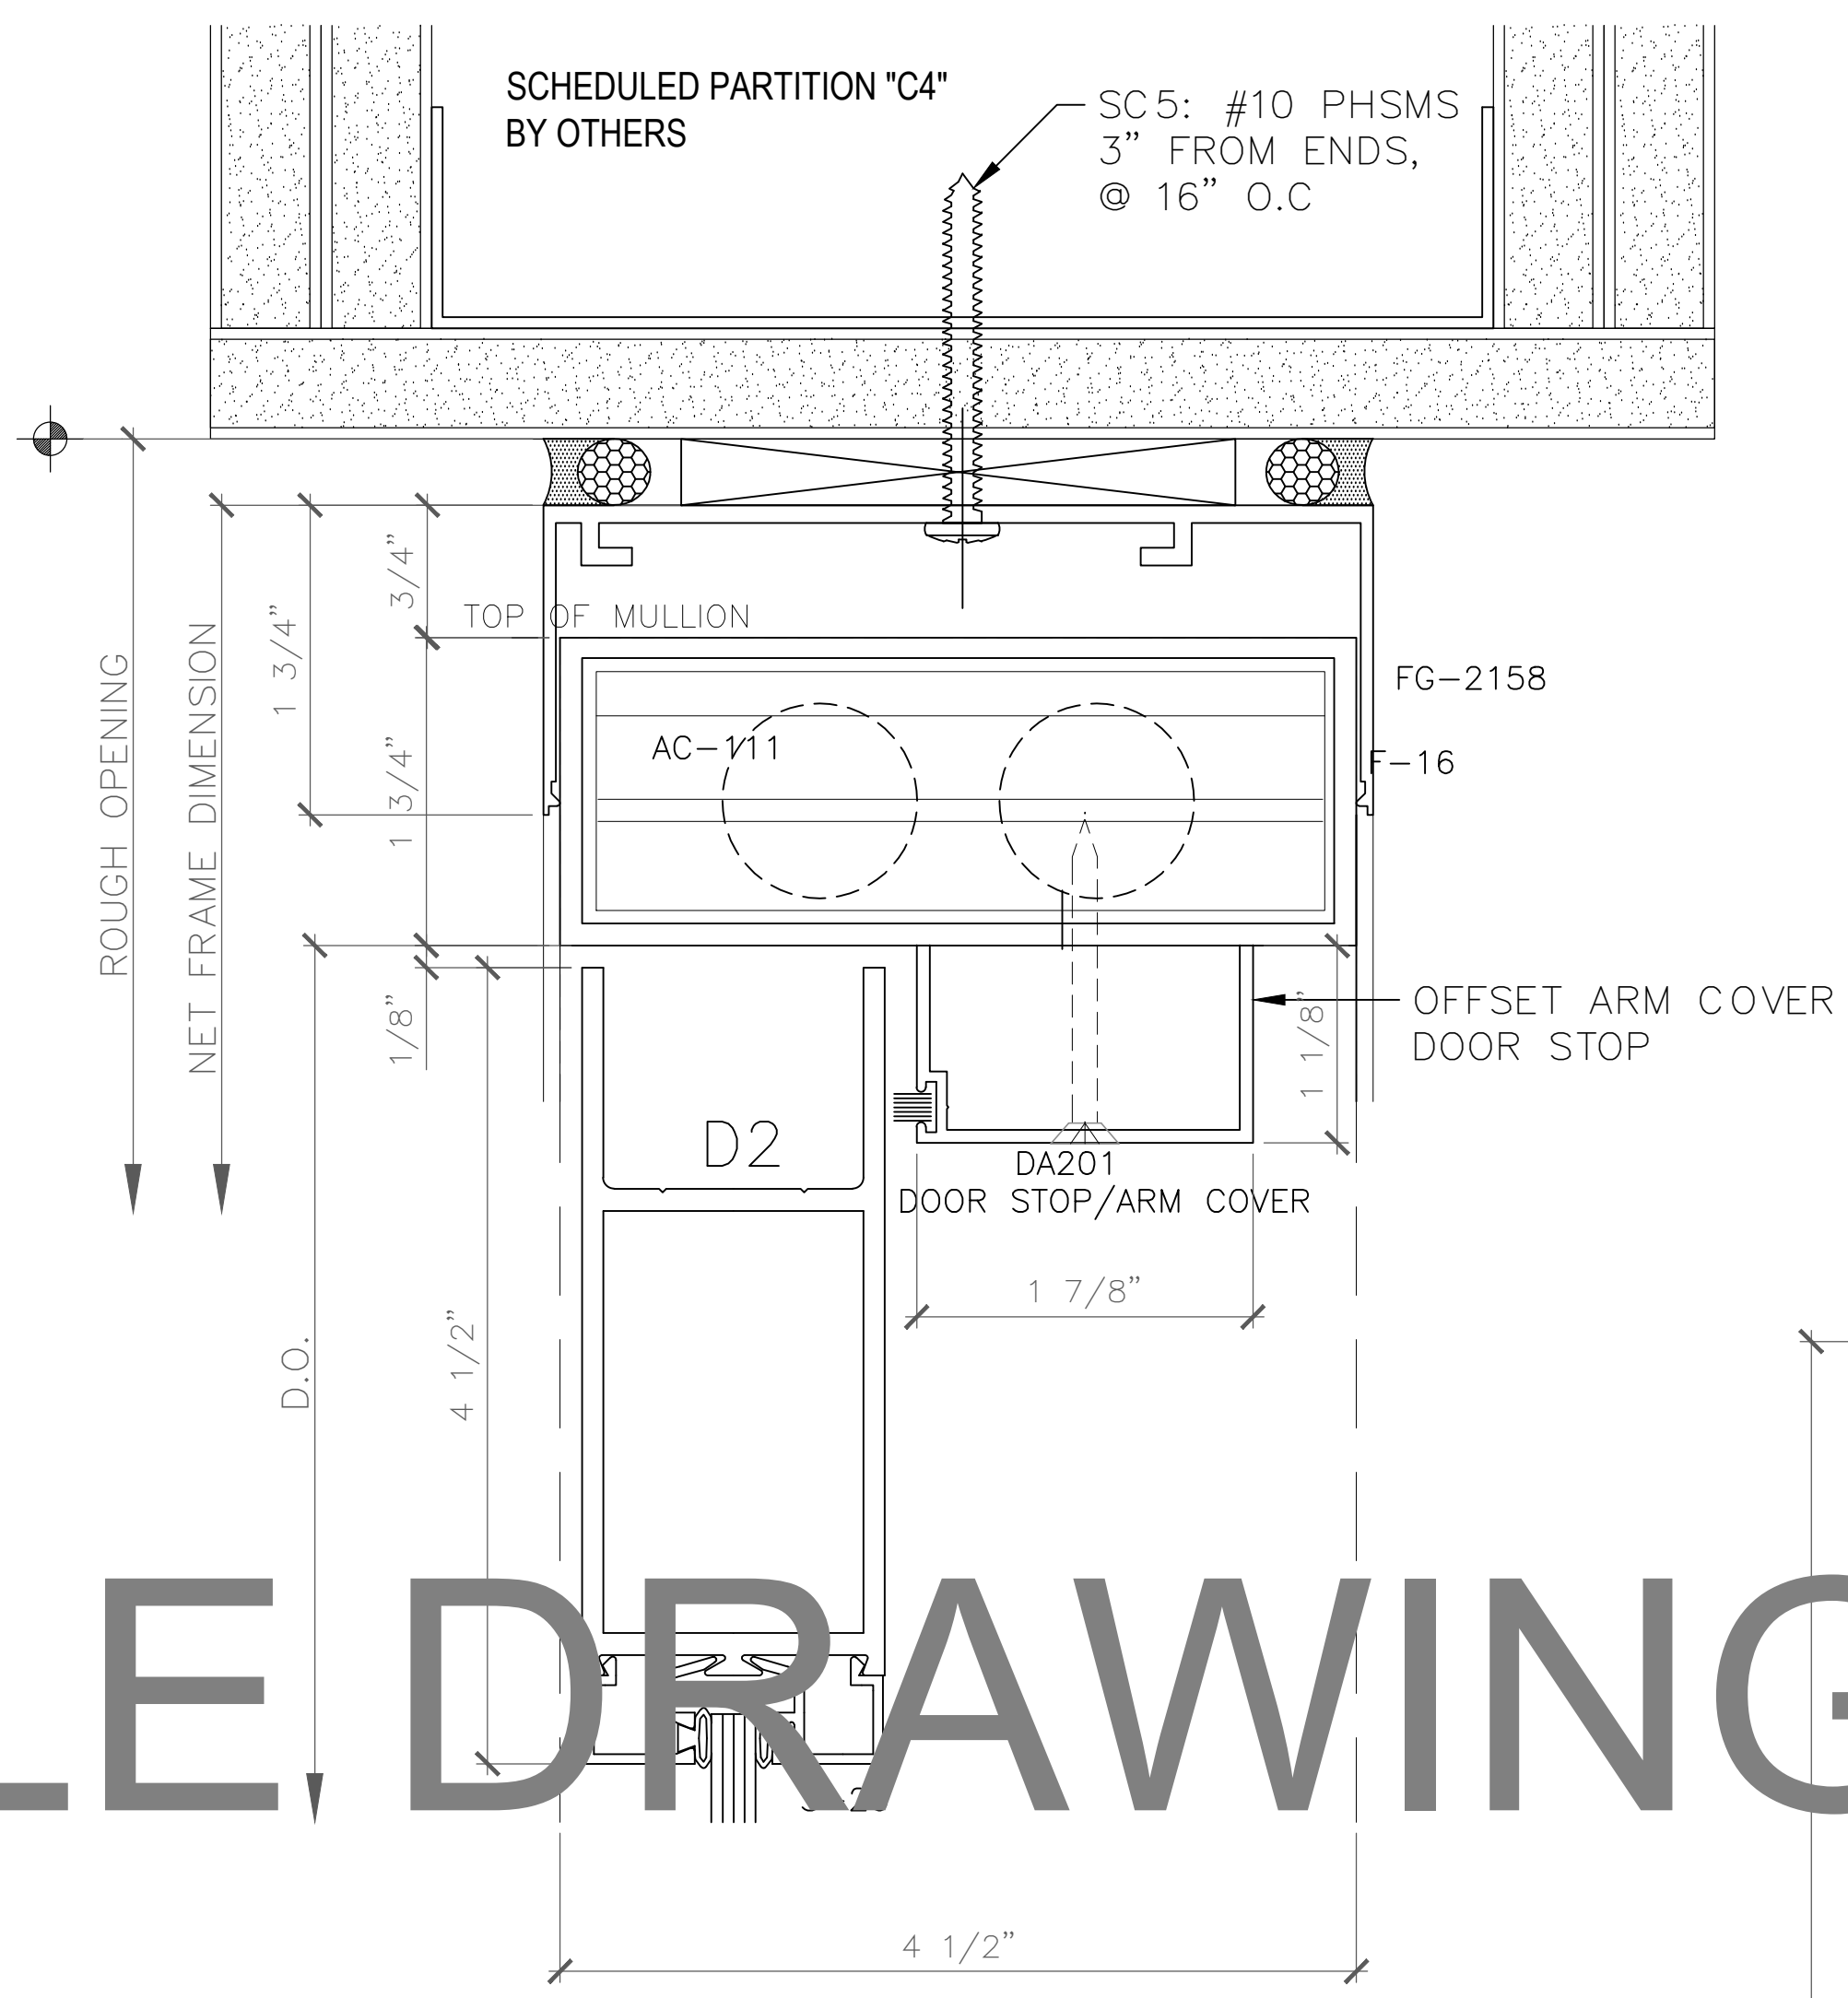 SCHEDULED PARTITION "C4"
BY OTHERS
SC5: #10 PHSMS
3” FROM ENDS,
@ 16” O.C
3/4”
TOP OF MULLION
1 3/4”
ROUGH OPENING
NET FRAME DIMENSION
FG-2158
AC-111
F-16
1 3/4”
1/8”
1 1/8”
OFFSET ARM COVER
DOOR STOP
D2
DA201
DOOR STOP/ARM COVER
1 7/8”
D.O.
4 1/2”
LE DRAWING
4 1/2”